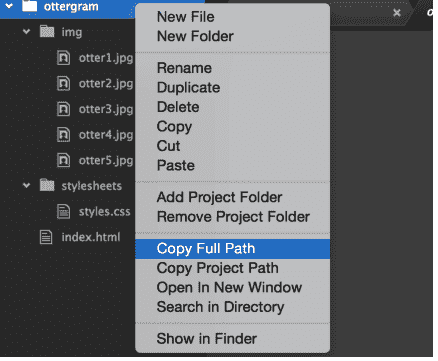 ottergram
img
otter1.jpg
otter2.jpg
otter3.jpg
otter4.jpg
otter5.jpg
stylesheets
styles.css
index.html
New File
New Folder
Rename
Duplicate
Delete
Copy
Cut
Paste
Add Project Folder
Remove Project Folder
Copy Full Path
Copy Project Path
Open In New Window
Search in Directory
Show in Finder